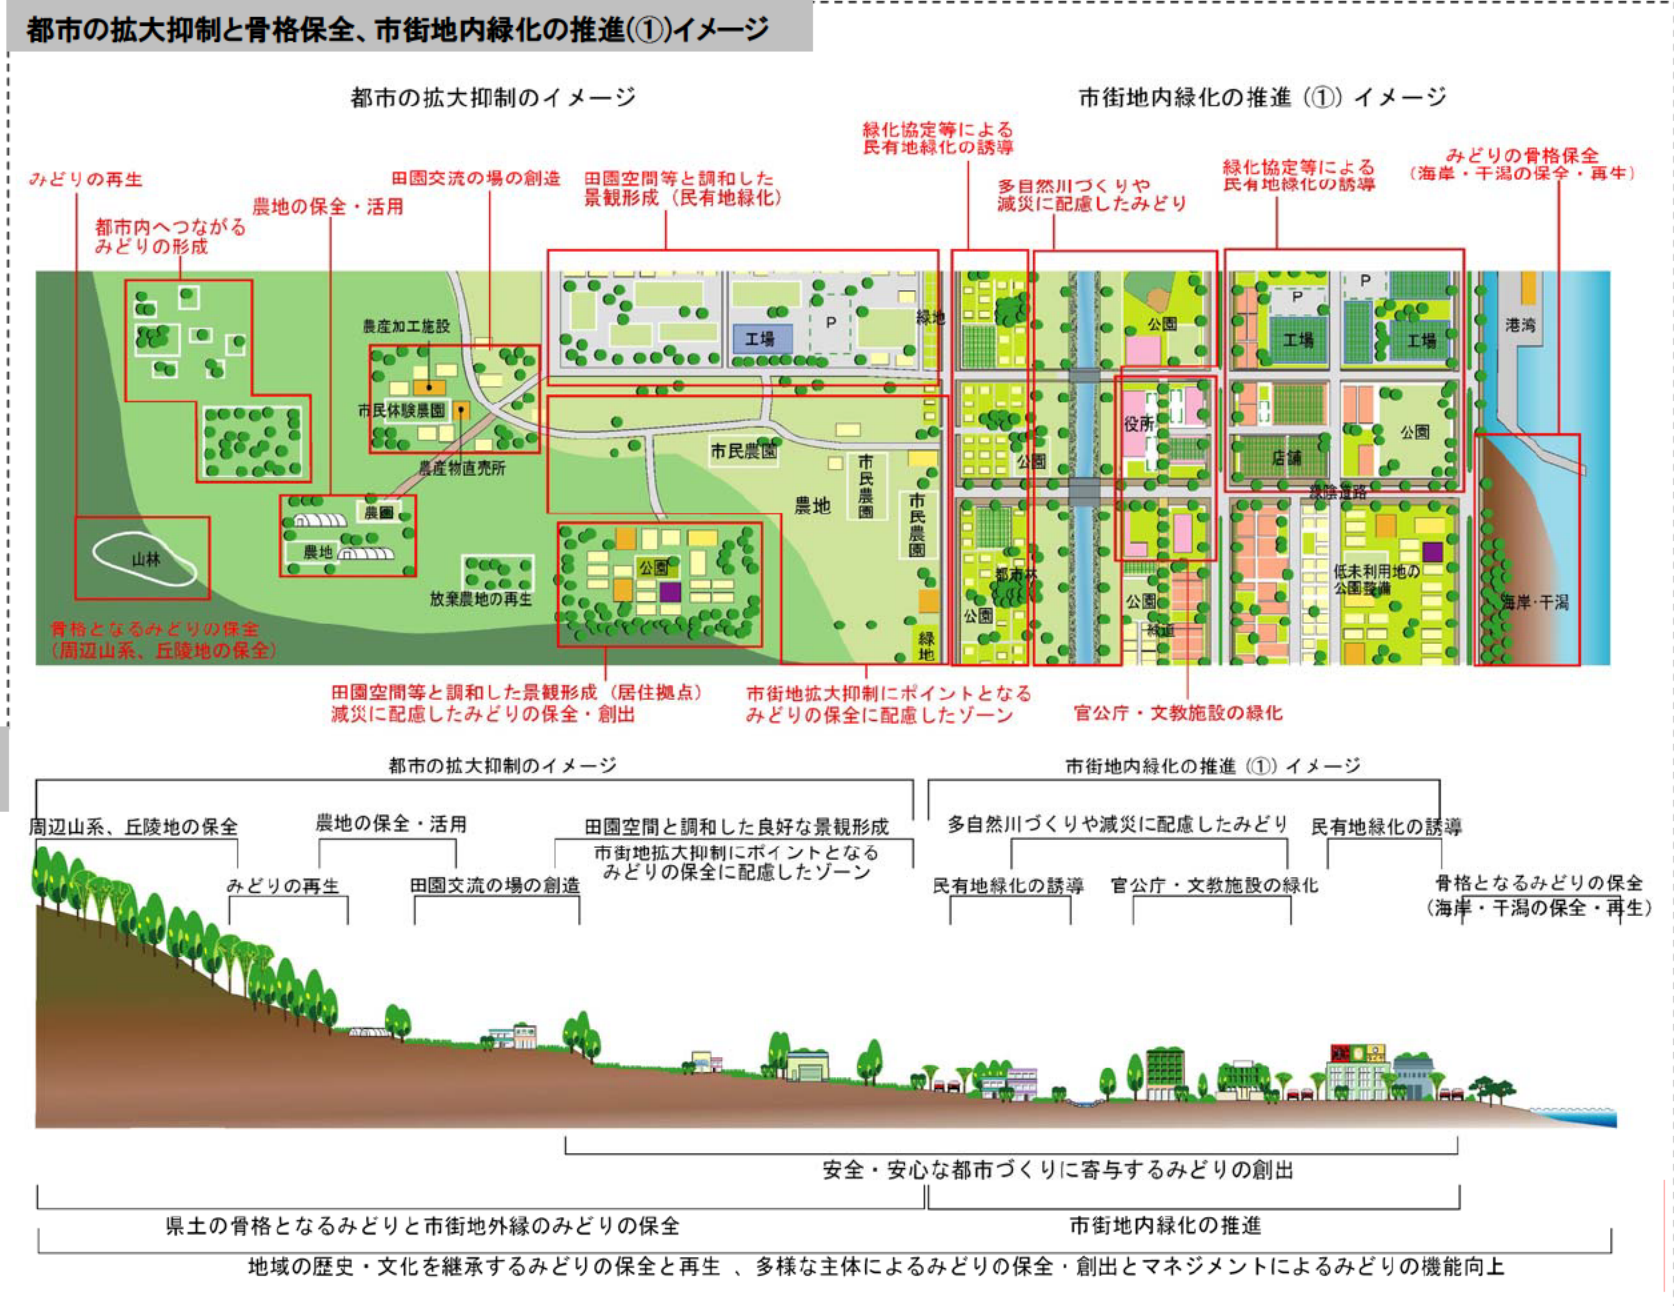 都市の拡大抑制と骨格保全、市街地内緑化の推進(①)イメージ
都市の拡大抑制のイメージ
市街地内緑化の推進（①）イメージ
みどりの再生
都市内へつながる
みどりの形成
農地の保全・活用
田園交流の場の創造
田園空間等と調和した
景観形成（民有地緑化）
緑化協定等による
民有地緑化の誘導
多自然川づくりや
減災に配慮したみどり
緑化協定等による
民有地緑化の誘導
みどりの骨格保全
（海岸・干潟の保全・再生）
農産加工施設
市民体験農園
農産物直売所
農園
農地
山林
放棄農地の再生
公園
工場
P
緑地
市民農園
農地
市民農園
市民農園
緑地
公園
都市林
公園
公園
役所
公園
緑道
P
工場
P
工場
店舗
公園
緑陰道路
低未利用地の
公園整備
港湾
海岸・干潟
骨格となるみどりの保全
（周辺山系、丘陵地の保全）
田園空間等と調和した景観形成（居住拠点）
減災に配慮したみどりの保全・創出
市街地拡大抑制にポイントとなる
みどりの保全に配慮したゾーン
官公庁・文教施設の緑化
都市の拡大抑制のイメージ
市街地内緑化の推進（①）イメージ
周辺山系、丘陵地の保全
農地の保全・活用
田園空間と調和した良好な景観形成
多自然川づくりや減災に配慮したみどり
民有地緑化の誘導
市街地拡大抑制にポイントとなる
みどりの保全に配慮したゾーン
みどりの再生
田園交流の場の創造
民有地緑化の誘導
官公庁・文教施設の緑化
骨格となるみどりの保全
（海岸・干潟の保全・再生）
安全・安心な都市づくりに寄与するみどりの創出
県土の骨格となるみどりと市街地外縁のみどりの保全
市街地内緑化の推進
地域の歴史・文化を継承するみどりの保全と再生 、多様な主体によるみどりの保全・創出とマネジメントによるみどりの機能向上